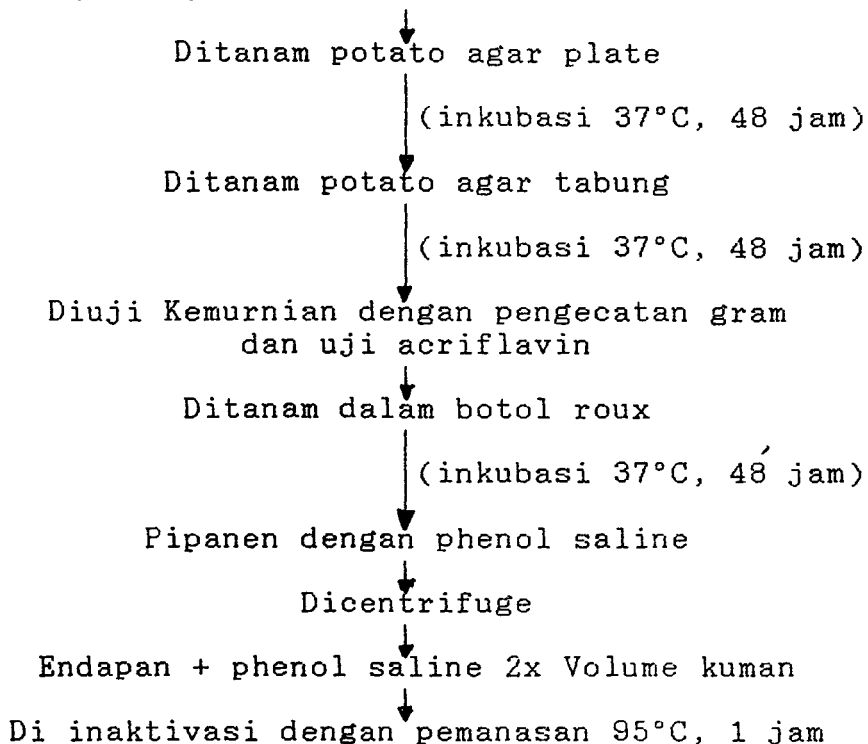 Ditanam potato agar plate
(inkubasi 37°C, 48 jam)
Ditanam potato agar tabung
(inkubasi 37°C, 48 jam)
Diuji Kemurnian dengan pengecatan gram
dan uji acriflavin
Ditanam dalam botol roux
(inkubasi 37°C, 48 jam)
Pipanen dengan phenol saline
Dicentrifuge
Endapan + phenol saline 2x Volume kuman
Di inaktivasi dengan pemanasan 95°C, 1 jam